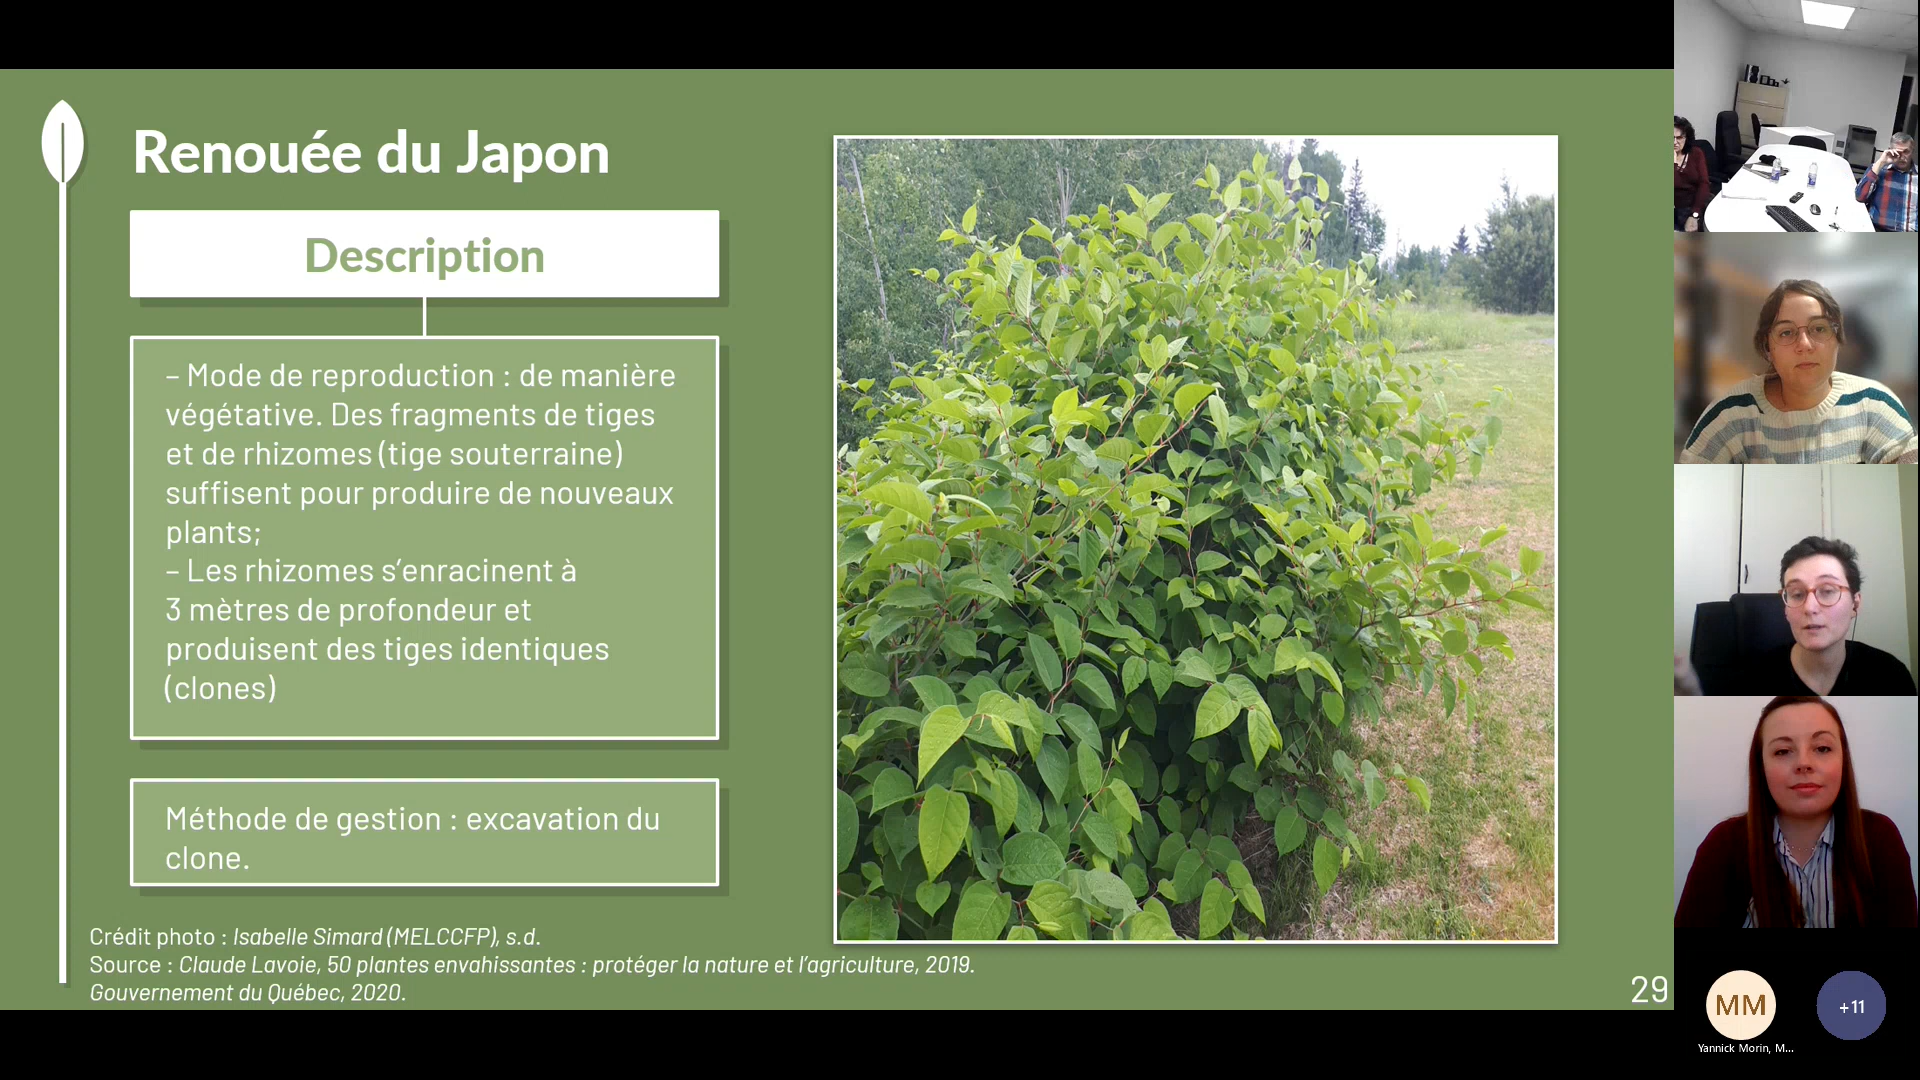 Renouée du Japon
Description
– Mode de reproduction : de manière
végétative. Des fragments de tiges
et de rhizomes (tige souterraine)
suffisent pour produire de nouveaux
plants;
– Les rhizomes s’enracinent à
3 mètres de profondeur et
produisent des tiges identiques
(clones)
Méthode de gestion : excavation du
clone.
Crédit photo : Isabelle Simard (MELCCFP), s.d.
Source : Claude Lavoie, 50 plantes envahissantes : protéger la nature et l’agriculture, 2019.
Gouvernement du Québec, 2020.
29
MM
+11
Yannick Morin, M...